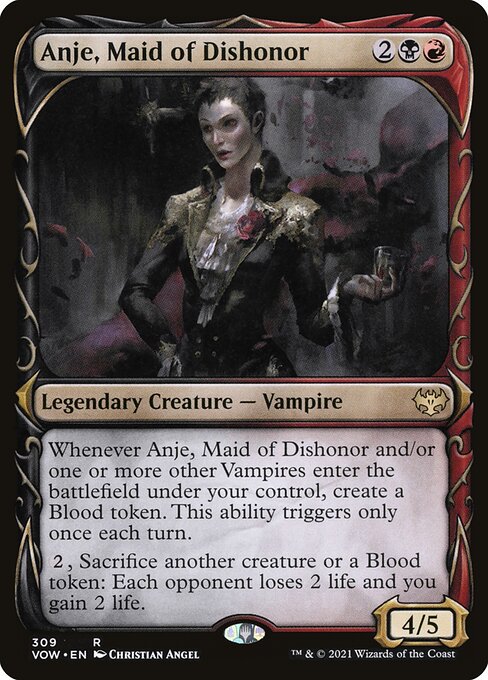 Anje, Maid of Dishonor 2
Legendary Creature — Vampire
Whenever Anje, Maid of Dishonor and/or
one or more other Vampires enter the
battlefield under your control, create a
Blood token. This ability triggers only
once each turn.
2, Sacrifice another creature or a Blood
token: Each opponent loses 2 life and you
gain 2 life.
4/5
309 R
VOW • EN Christian Angel
™ & © 2021 Wizards of the Coast